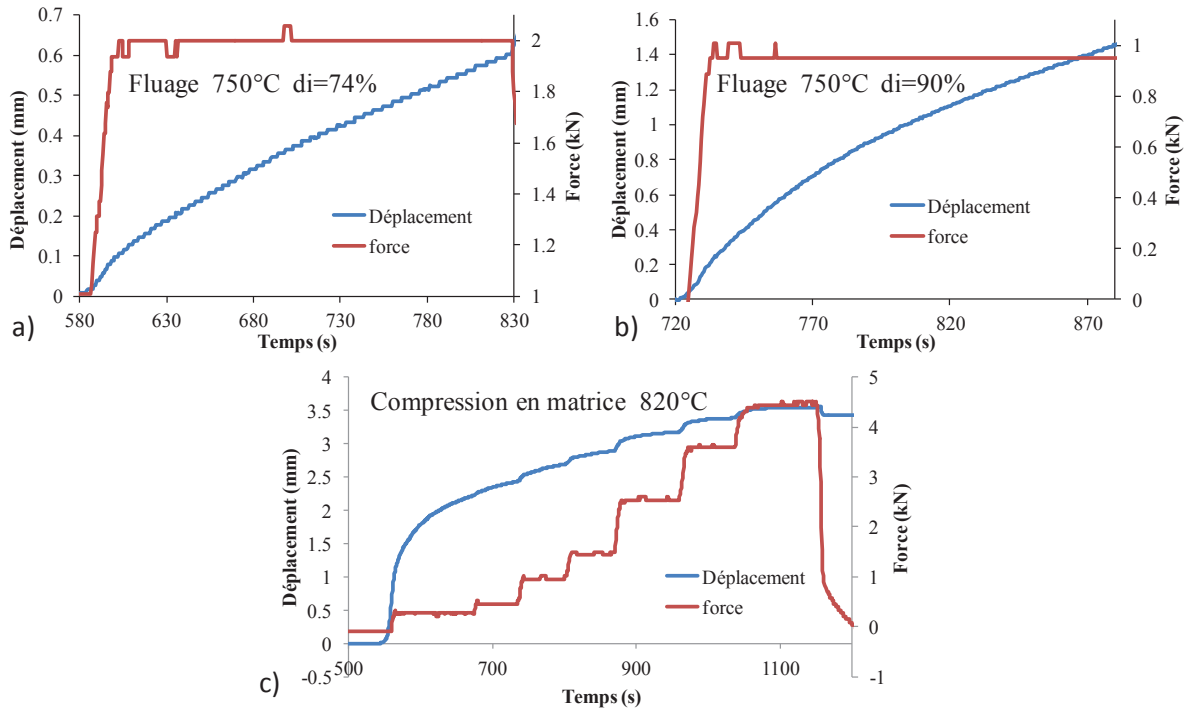 Fluage 750°C di=74%
Déplacement (mm)
0.7
0.6
0.5
0.4
0.3
0.2
0.1
0
Force (kN)
2
1.8
1.6
1.4
1.2
1
Déplacement
force
580 630 680 730 780 830
Temps (s)
a)
Fluage 750°C di=90%
Déplacement (mm)
1.6
1.4
1.2
1
0.8
0.6
0.4
0.2
0
Force (kN)
1
0.8
0.6
0.4
0.2
0
Déplacement
force
720 770 820 870
Temps (s)
b)
Compression en matrice 820°C
Déplacement (mm)
4
3.5
3
2.5
2
1.5
1
0.5
0
-0.5
Force (kN)
5
4
3
2
1
0
-1
Déplacement
force
500 700 900 1100
Temps (s)
c)